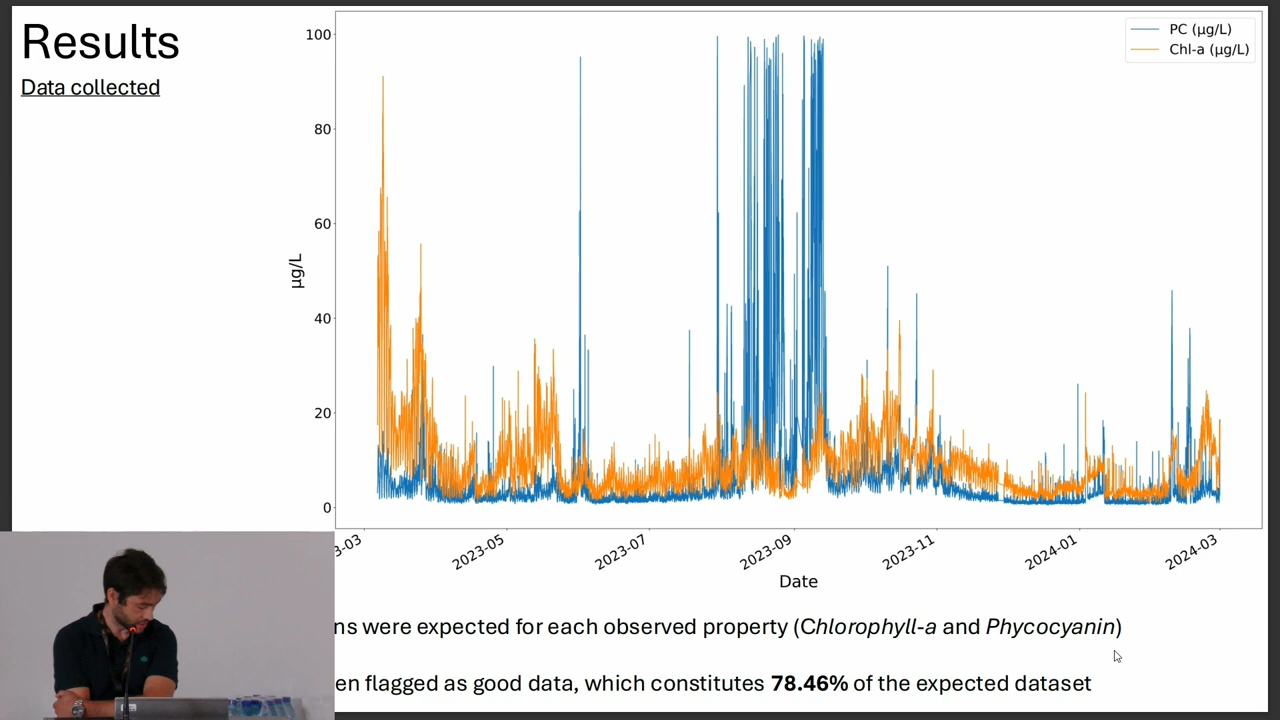 Results
Data collected
PC (µg/L)
Chl-a (µg/L)
100
80
60
40
20
0
µg/L
3-03
2023-05
2023-07
2023-09
2023-11
2024-01
2024-03
Date
ns were expected for each observed property (Chlorophyll-a and Phycocyanin)
en flagged as good data, which constitutes 78.46% of the expected dataset